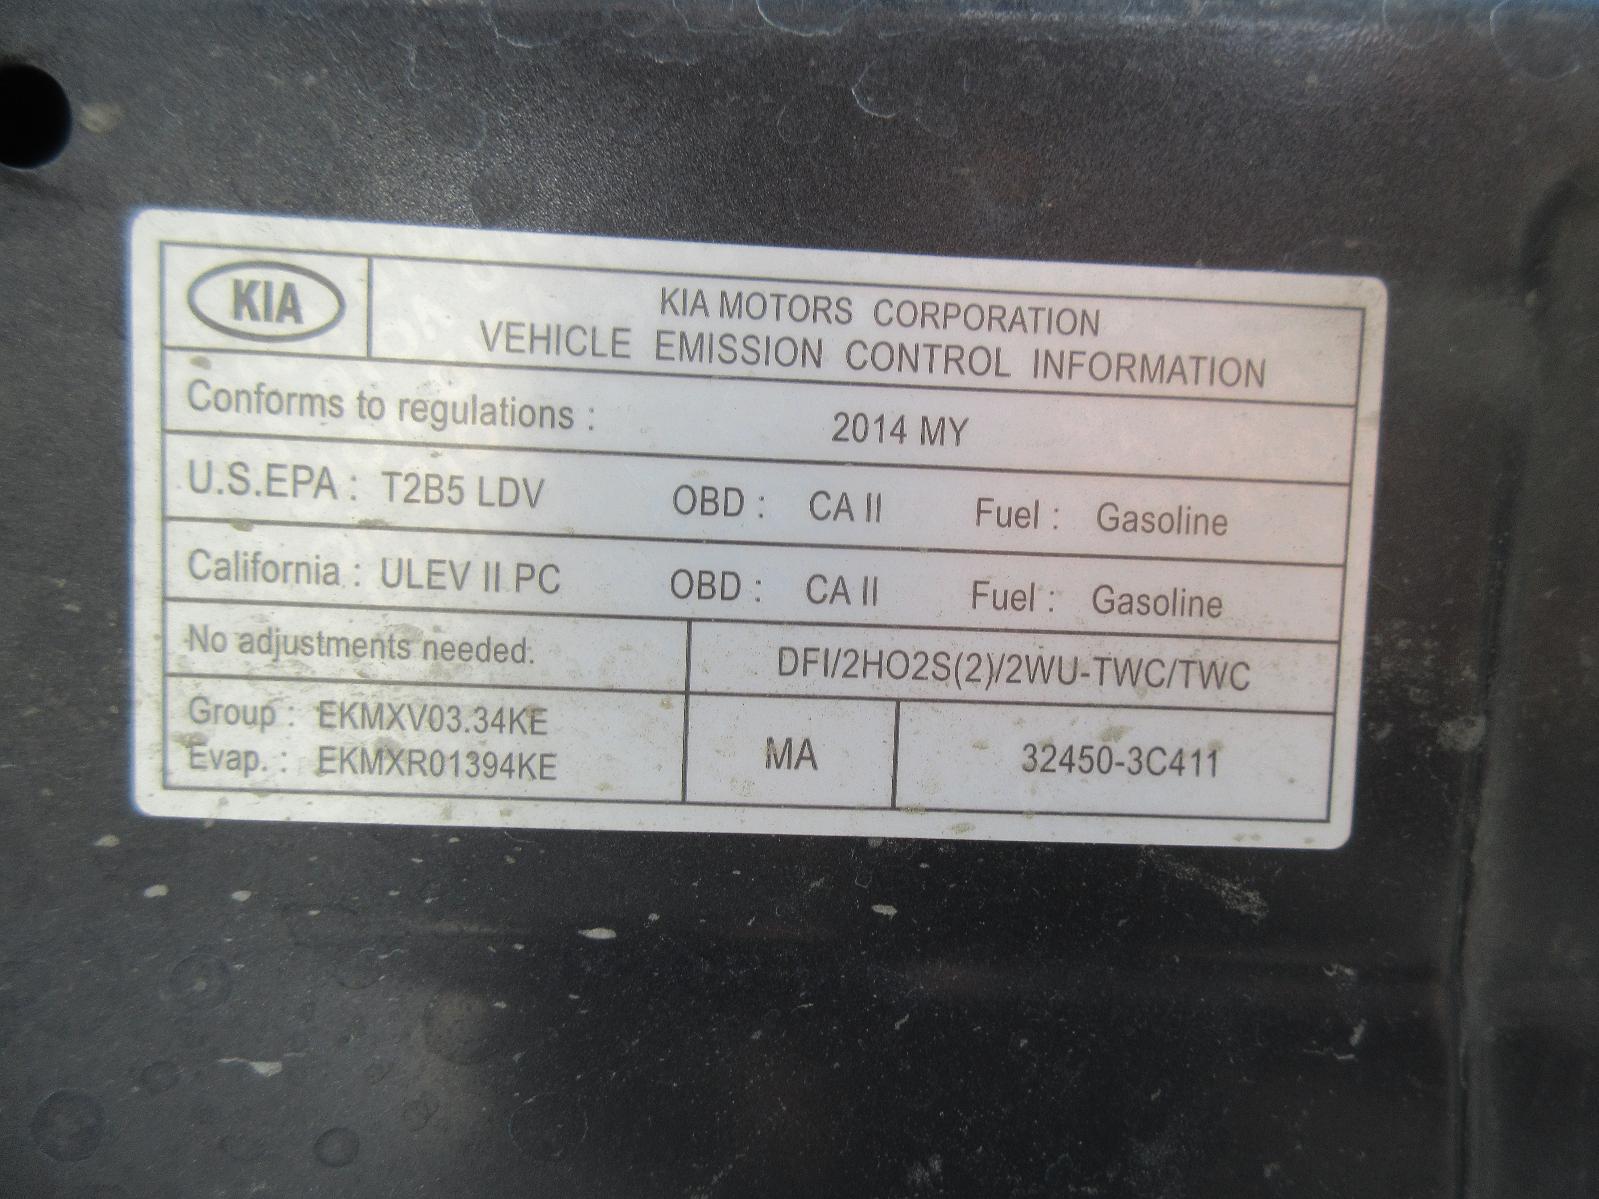 KIA
KIA MOTORS CORPORATION
VEHICLE EMISSION CONTROL INFORMATION
Conforms to regulations : 2014 MY
U.S.EPA : T2B5 LDV OBD : CA II Fuel : Gasoline
California : ULEV II PC OBD : CA II Fuel : Gasoline
No adjustments needed.
DFI/2HO2S(2)/2WU-TWC/TWC
Group : EKMXV03.34KE
Evap. : EKMXR01394KE
MA
32450-3C411